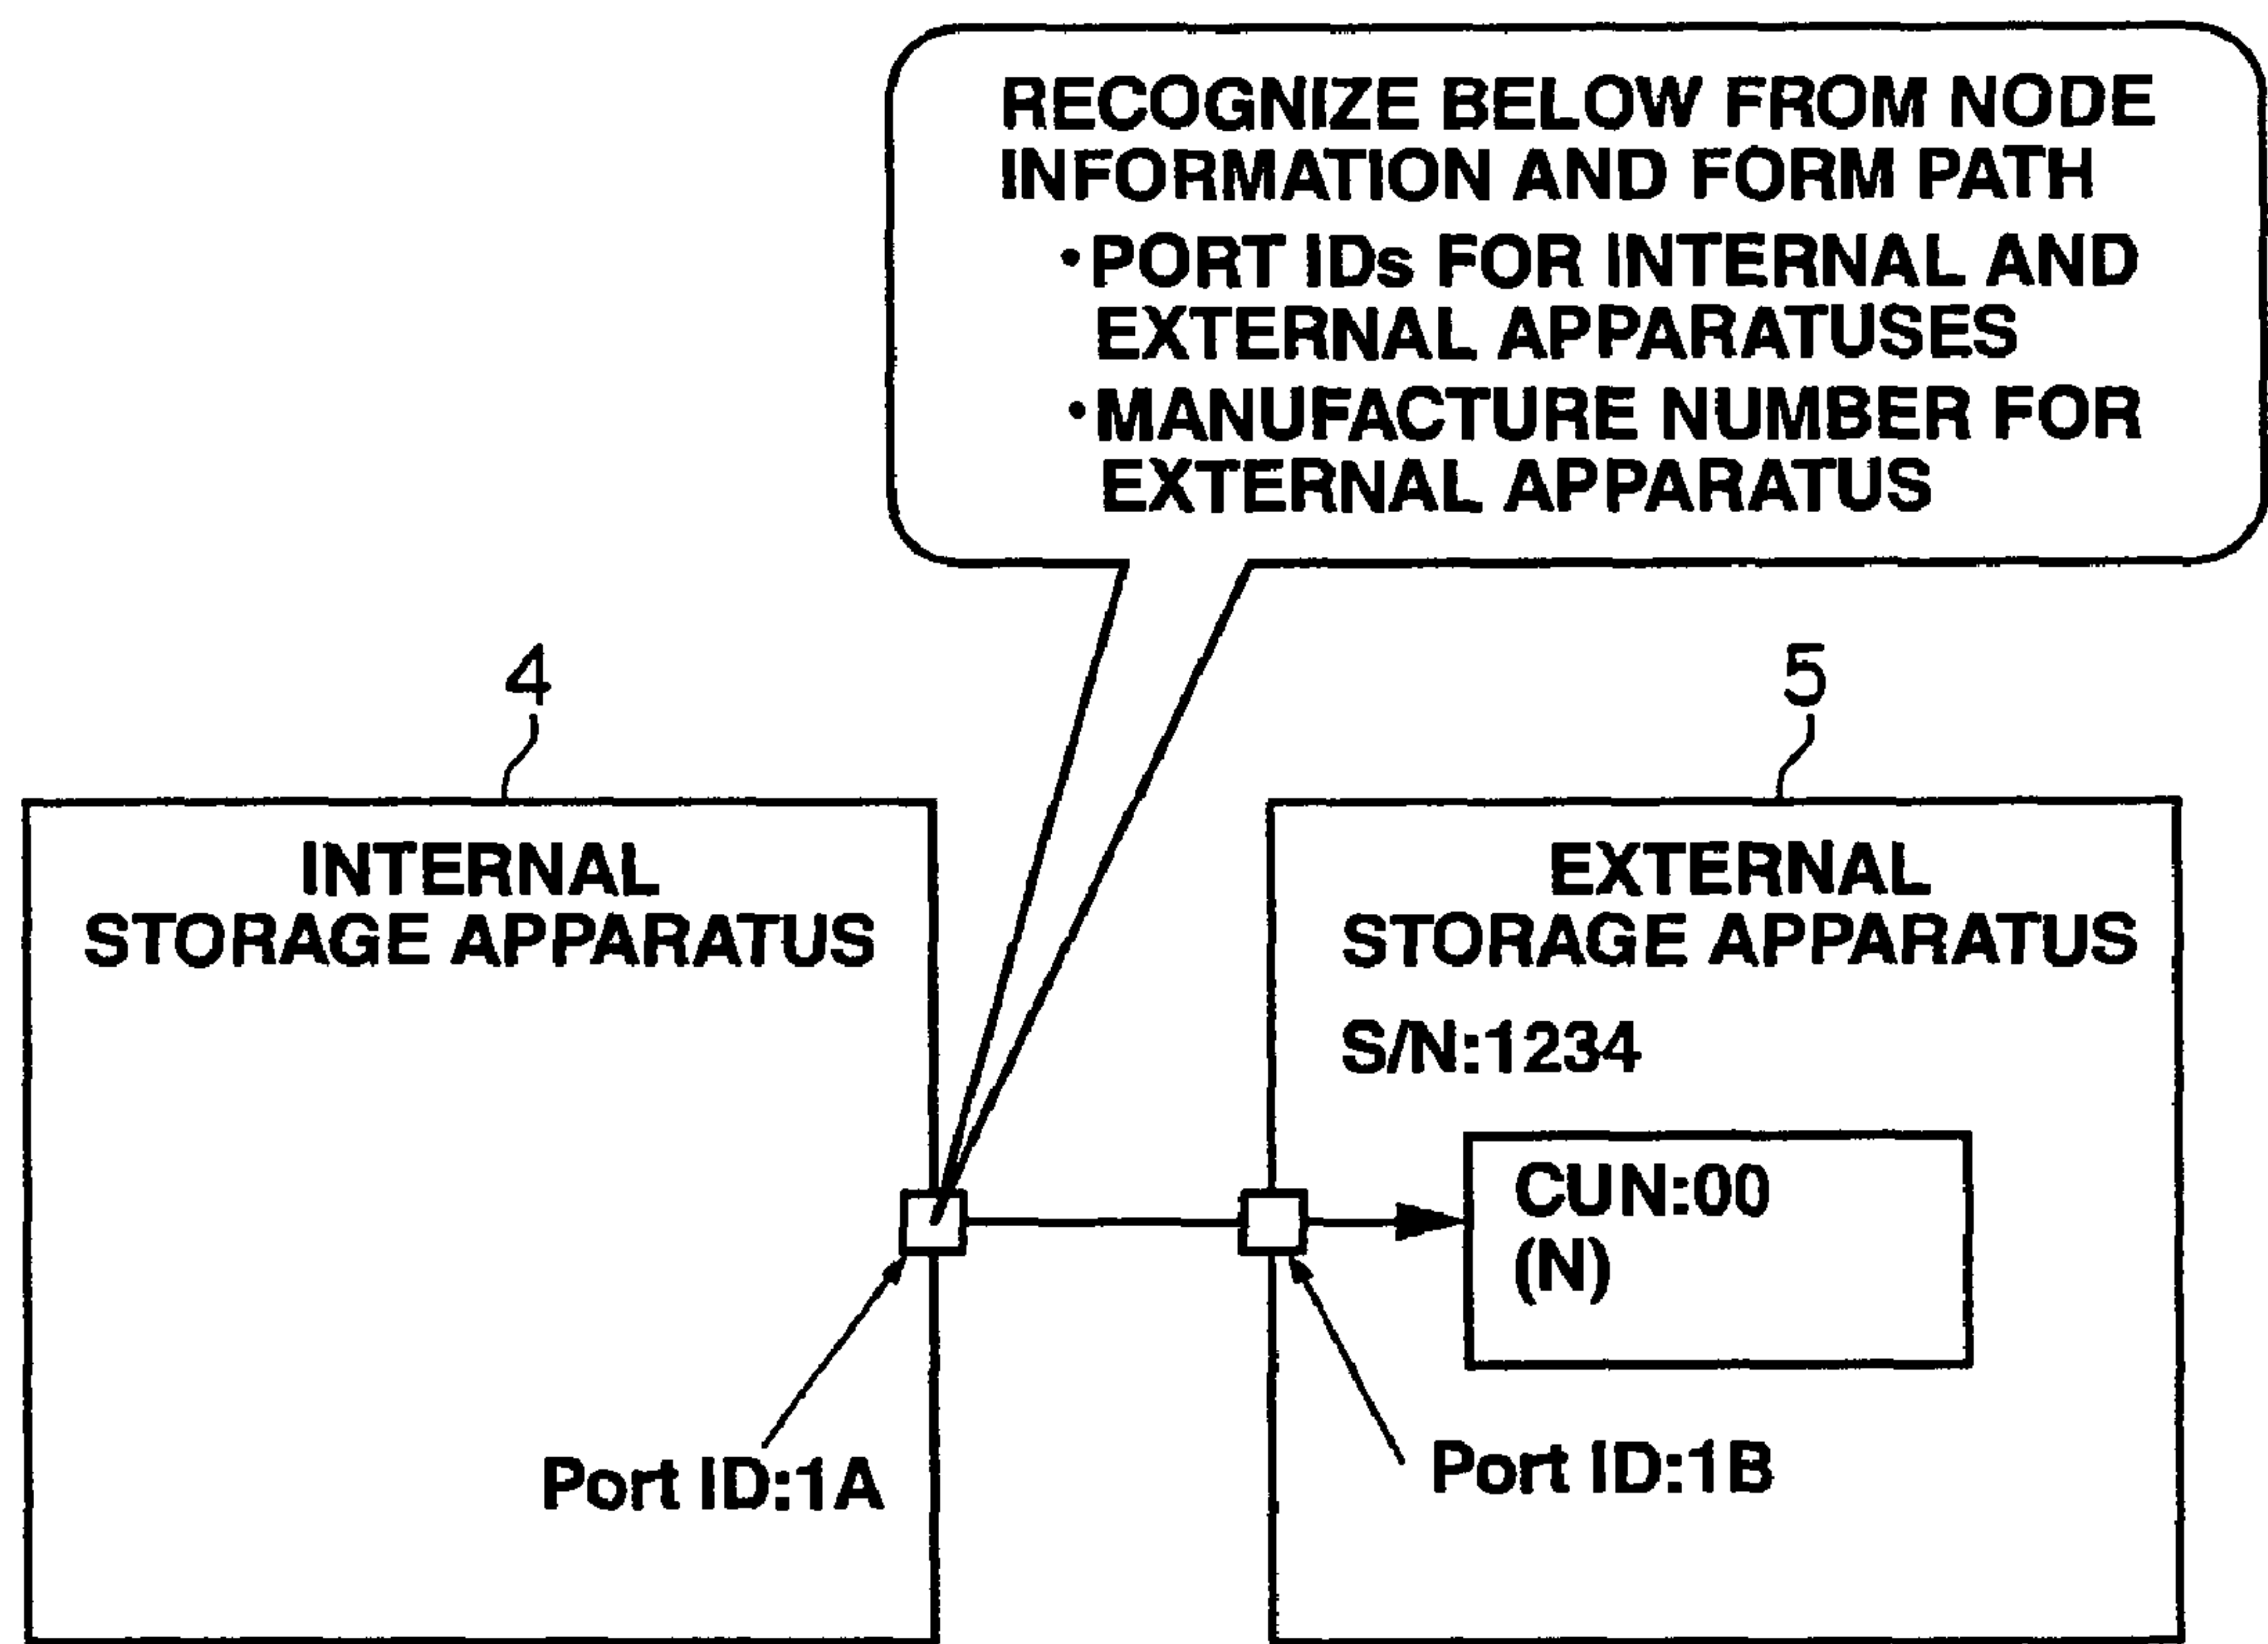 RECOGNIZE BELOW FROM NODE
INFORMATION AND FORM PATH
•PORT IDs FOR INTERNAL AND
EXTERNAL APPARATUSES
•MANUFACTURE NUMBER FOR
EXTERNAL APPARATUS
4
5
INTERNAL
STORAGE APPARATUS
EXTERNAL
STORAGE APPARATUS
S/N:1234
CUN:00
(N)
Port ID:1A
Port ID:1B